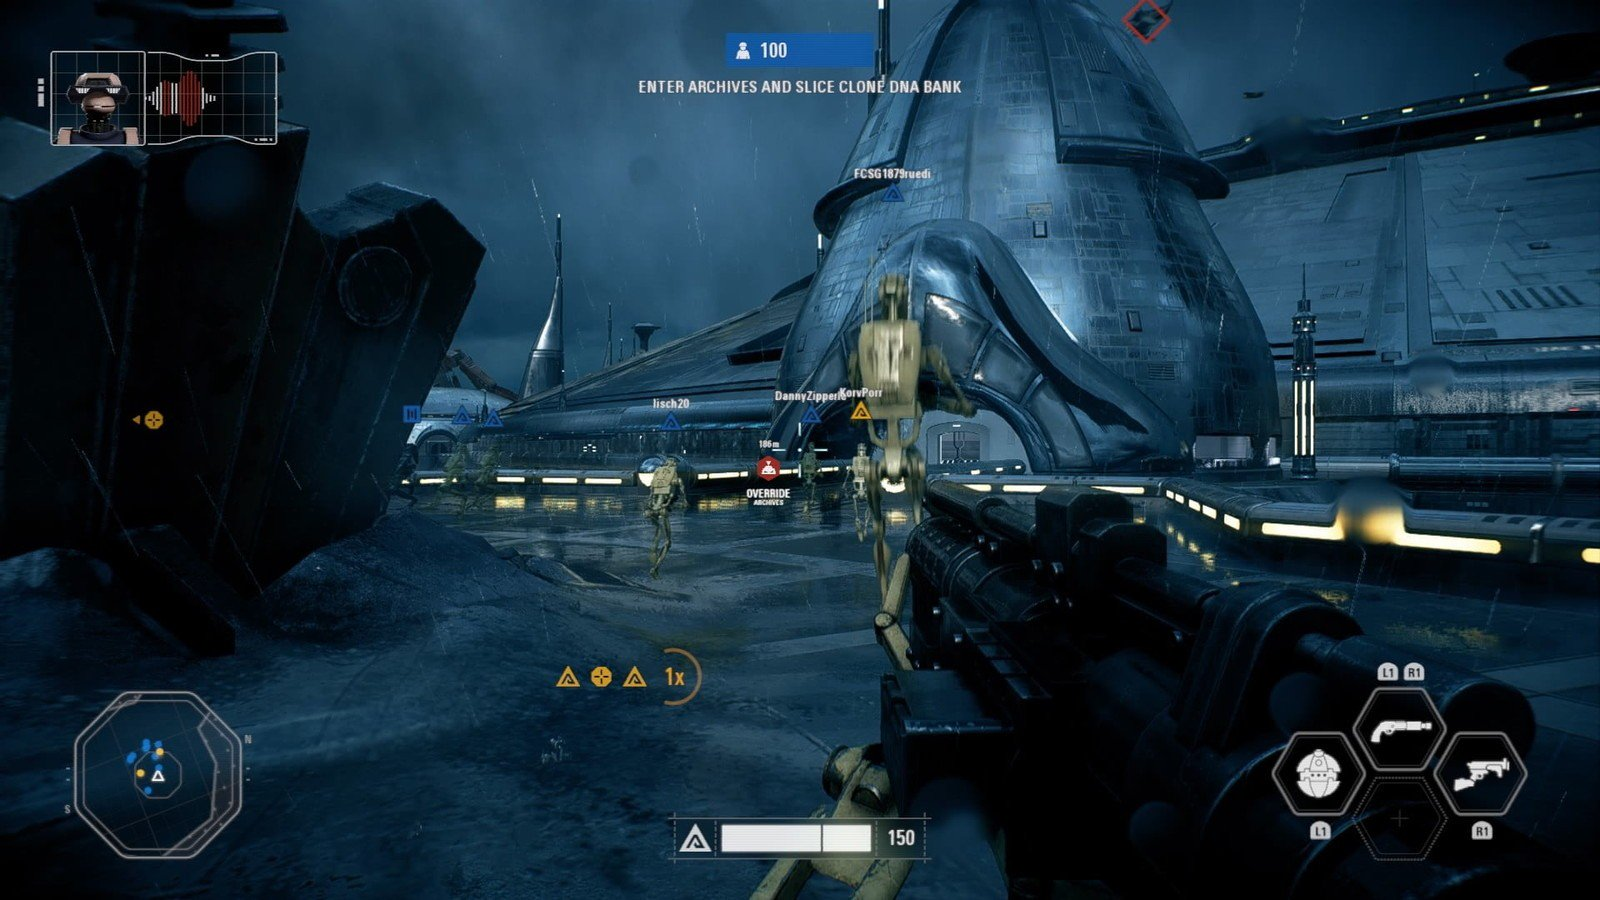 100
ENTER ARCHIVES AND SLICE CLONE DNA BANK
FCSG1879ruedi
lisch20
DannyZipperl
KorvPorr
186m
OVERRIDE
ARCHIVES
1x
N
S
150
L1 R1
L1
R1